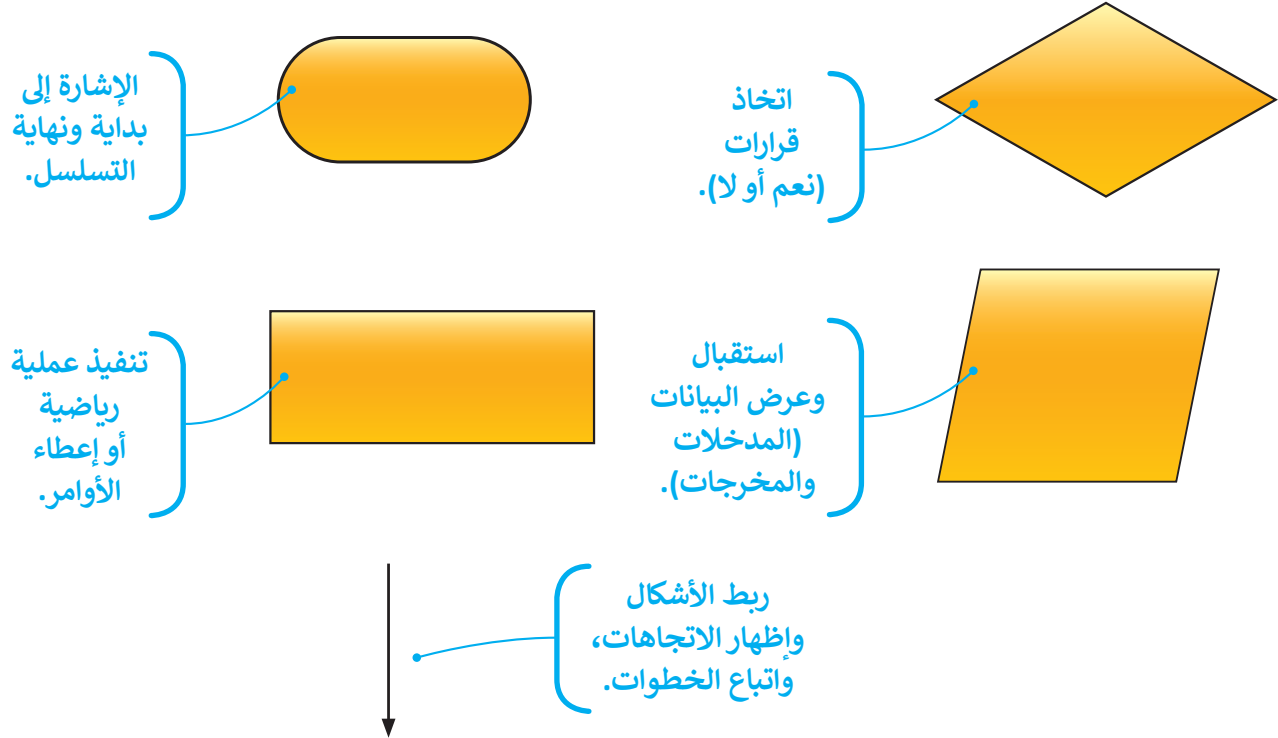 اتخاذ
قرارات
(نعم أو لا).
الإشارة إلى
بداية ونهاية
التسلسل.
استقبال
وعرض البيانات
(المدخلات
والمخرجات).
تنفيذ عملية
رياضية
أو إعطاء
الأوامر.
ربط الأشكال
وإظهار الاتجاهات،
واتباع الخطوات.